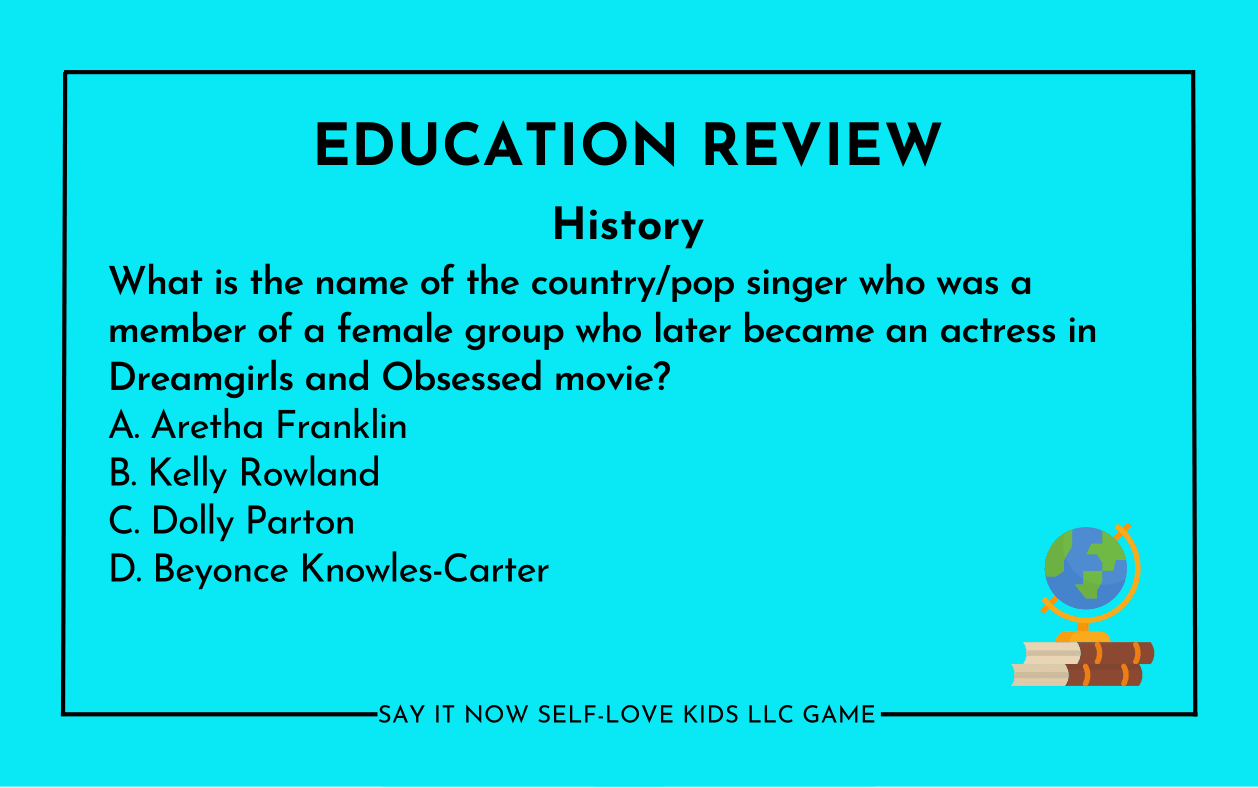 EDUCATION REVIEW
History
What is the name of the country/pop singer who was a
member of a female group who later became an actress in
Dreamgirls and Obsessed movie?
A. Aretha Franklin
B. Kelly Rowland
C. Dolly Parton
D. Beyonce Knowles-Carter
SAY IT NOW SELF-LOVE KIDS LLC GAME